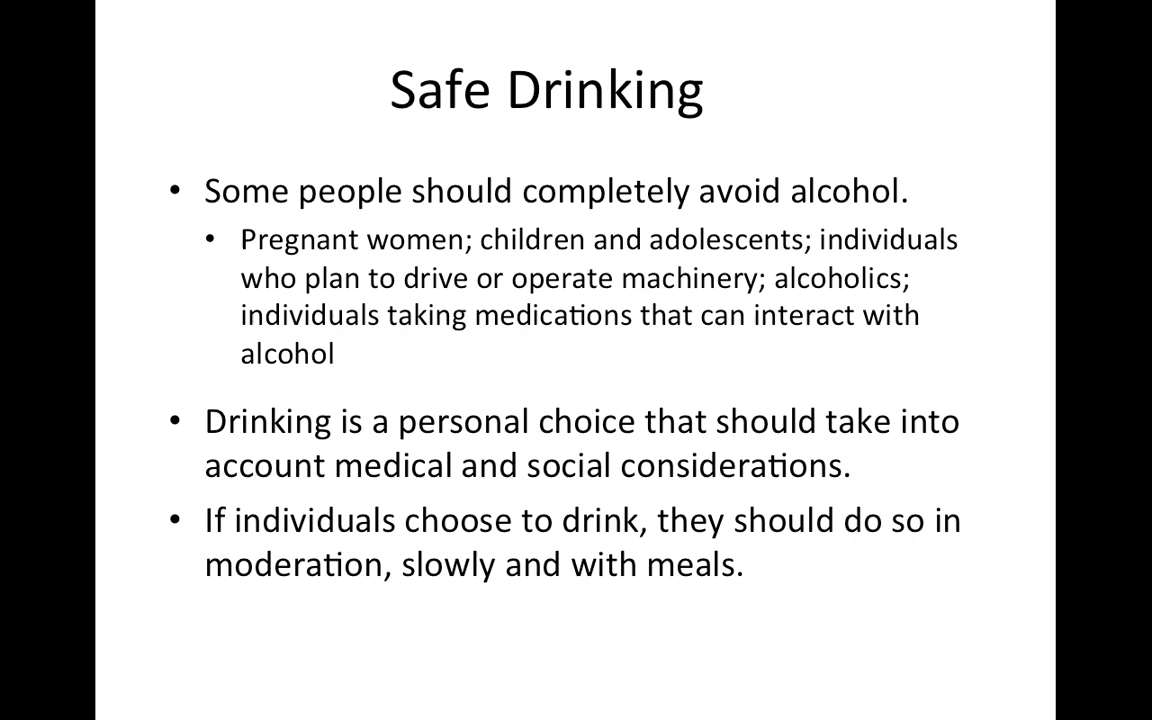 Safe Drinking
• Some people should completely avoid alcohol.
• Pregnant women; children and adolescents; individuals
who plan to drive or operate machinery; alcoholics;
individuals taking medications that can interact with
alcohol
• Drinking is a personal choice that should take into
account medical and social considerations.
• If individuals choose to drink, they should do so in
moderation, slowly and with meals.